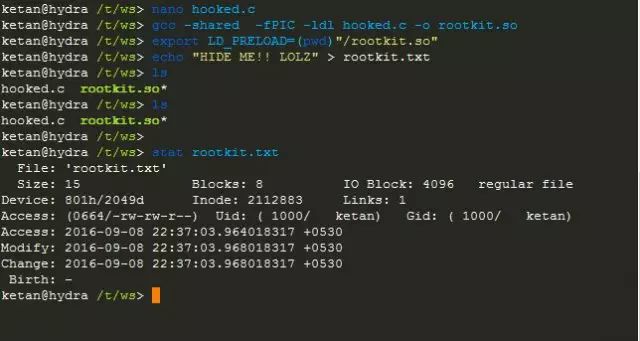 ketan@hydra /t/ws> nano hooked.c
ketan@hydra /t/ws> gcc -shared  -fPIC -ldl hooked.c -o rootkit.so
ketan@hydra /t/ws> export LD_PRELOAD=(pwd)"/rootkit.so"
ketan@hydra /t/ws> echo "HIDE ME!! LOLZ" > rootkit.txt
ketan@hydra /t/ws> ls
hooked.c  rootkit.so*
ketan@hydra /t/ws> ls
hooked.c  rootkit.so*
ketan@hydra /t/ws>
ketan@hydra /t/ws> stat rootkit.txt
  File: 'rootkit.txt'
  Size: 15              Blocks: 8          IO Block: 4096   regular file
Device: 801h/2049d      Inode: 2112883     Links: 1
Access: (0664/-rw-rw-r--)  Uid: ( 1000/   ketan)   Gid: ( 1000/   ketan)
Access: 2016-09-08 22:37:03.964018317 +0530
Modify: 2016-09-08 22:37:03.968018317 +0530
Change: 2016-09-08 22:37:03.968018317 +0530
 Birth: -
ketan@hydra /t/ws>